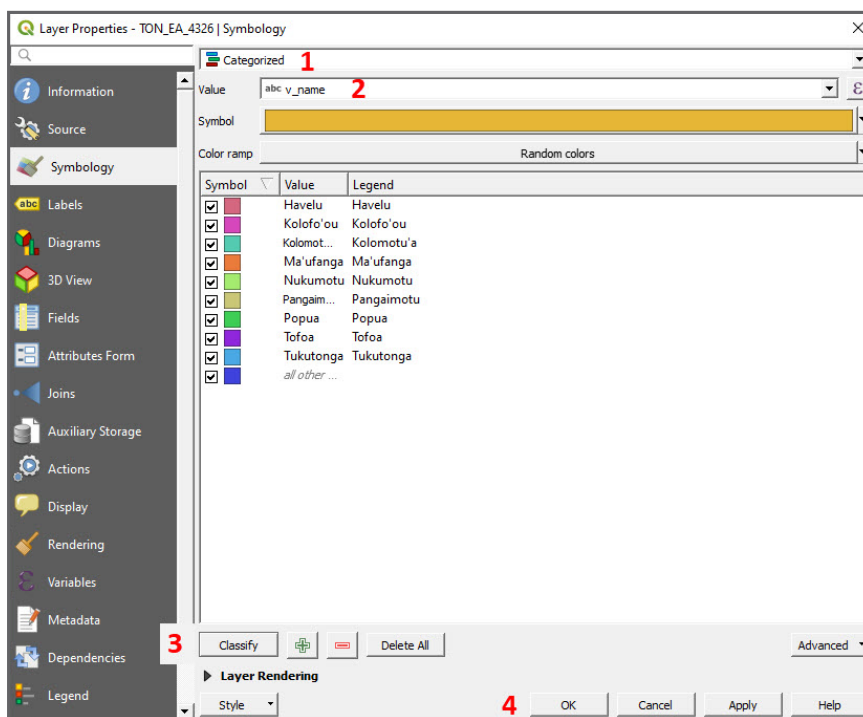 Layer Properties - TON_EA_4326 | Symbology
Information
Source
Symbology
abc Labels
Diagrams
3D View
Fields
Attributes Form
Joins
Auxiliary Storage
Actions
Display
Rendering
Variables
Metadata
Dependencies
Legend
Categorized 1
Value abc v_name 2 ε
Symbol
Color ramp Random colors
Symbol Value Legend
Havelu Havelu
Kolofo'ou Kolofo'ou
Kolomot... Kolomotu'a
Ma'ufanga Ma'ufanga
Nukumotu Nukumotu
Pangaim... Pangaimotu
Popua Popua
Tofoa Tofoa
Tukutonga Tukutonga
all other ...
3 Classify Delete All Advanced
Layer Rendering
Style 4 OK Cancel Apply Help